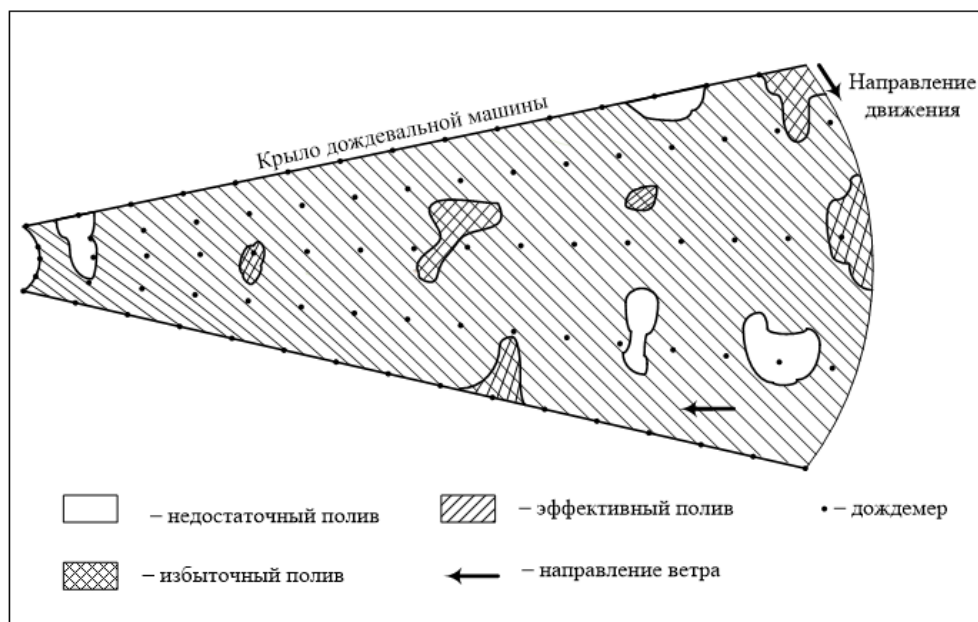 Направление
движения
Крыло дождевальной машины
– недостаточный полив
– эффективный полив
– дождемер
– избыточный полив
– направление ветра